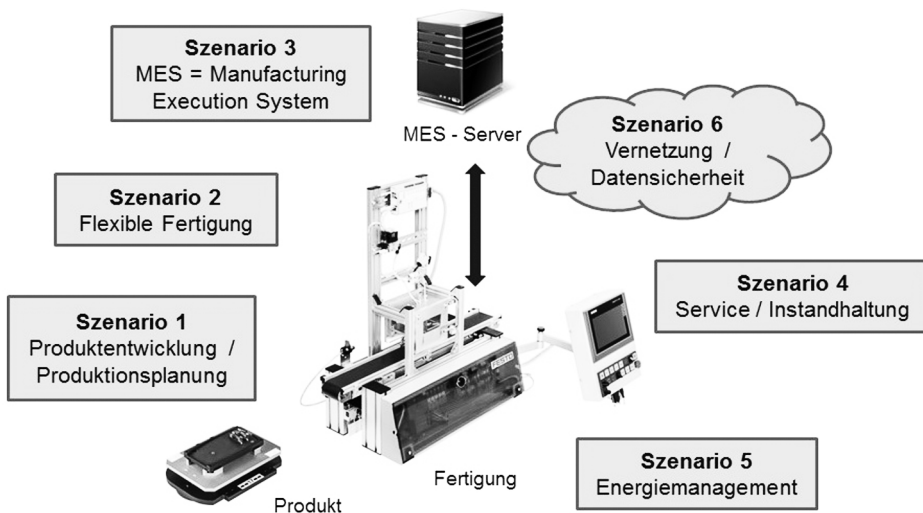 Szenario 3
MES = Manufacturing
Execution System
MES - Server
Szenario 6
Vernetzung /
Datensicherheit
Szenario 2
Flexible Fertigung
Szenario 4
Service / Instandhaltung
Szenario 1
Produktentwicklung /
Produktionsplanung
FESTO
Szenario 5
Energiemanagement
Fertigung
Produkt